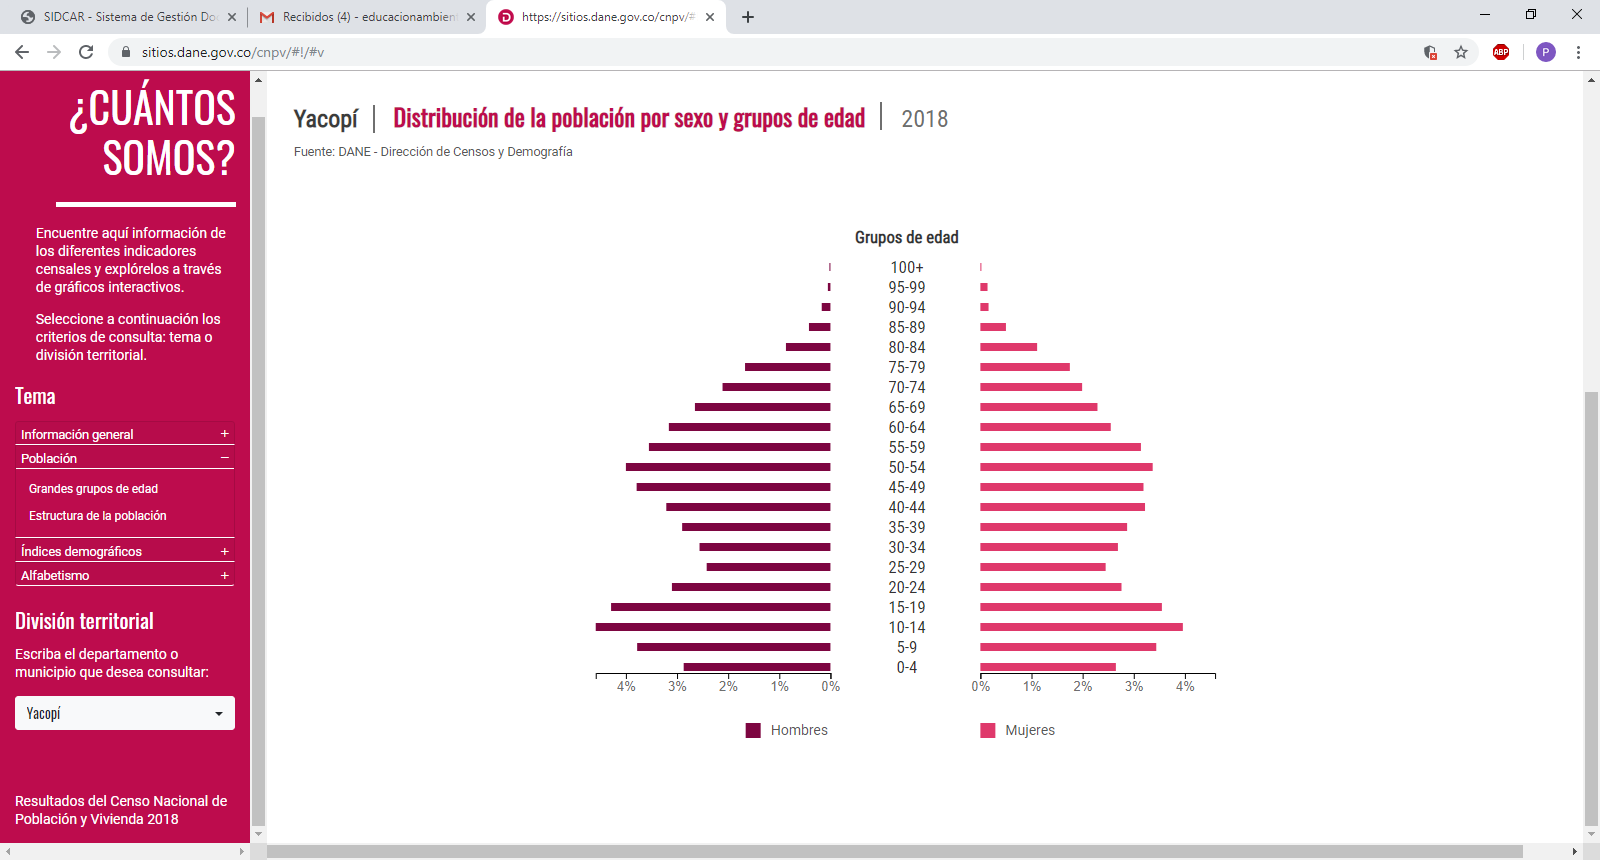 SIDCAR - Sistema de Gestión Do
Recibidos (4) - educacionambien
https://sitios.dane.gov.co/cnpv/#
sitios.dane.gov.co/cnpv/#!/#v
ABP
P
¿CUÁNTOS
SOMOS?
Encuentre aquí información de
los diferentes indicadores
censales y explórelos a través
de gráficos interactivos.
Seleccione a continuación los
criterios de consulta: tema o
división territorial.
Tema
Información general +
Población −
Grandes grupos de edad
Estructura de la población
Índices demográficos +
Alfabetismo +
División territorial
Escriba el departamento o
municipio que desea consultar:
Yacopí
Resultados del Censo Nacional de
Población y Vivienda 2018
Yacopí | Distribución de la población por sexo y grupos de edad | 2018
Fuente: DANE - Dirección de Censos y Demografía
Grupos de edad
100+
95-99
90-94
85-89
80-84
75-79
70-74
65-69
60-64
55-59
50-54
45-49
40-44
35-39
30-34
25-29
20-24
15-19
10-14
5-9
0-4
4% 3% 2% 1% 0% 0% 1% 2% 3% 4%
Hombres Mujeres